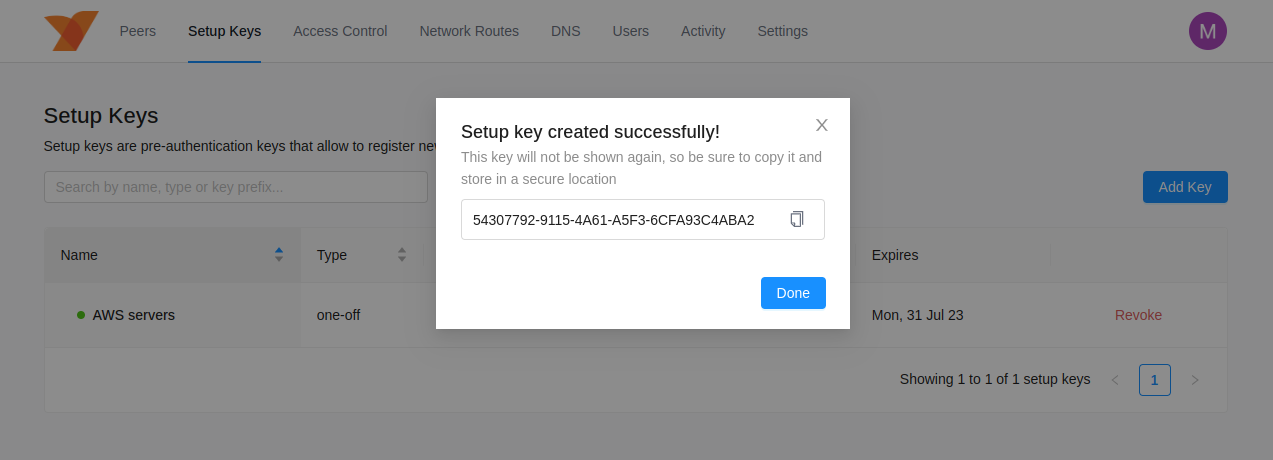 Peers Setup Keys Access Control Network Routes DNS Users Activity Settings M
Setup Keys
Setup keys are pre-authentication keys that allow to register
Search by name, type or key prefix...
Add Key
Setup key created successfully!
This key will not be shown again, so be sure to copy it and
store in a secure location
54307792-9115-4A61-A5F3-6CFA93C4ABA2
Done
Name Type Expires
AWS servers one-off Mon, 31 Jul 23 Revoke
Showing 1 to 1 of 1 setup keys 1